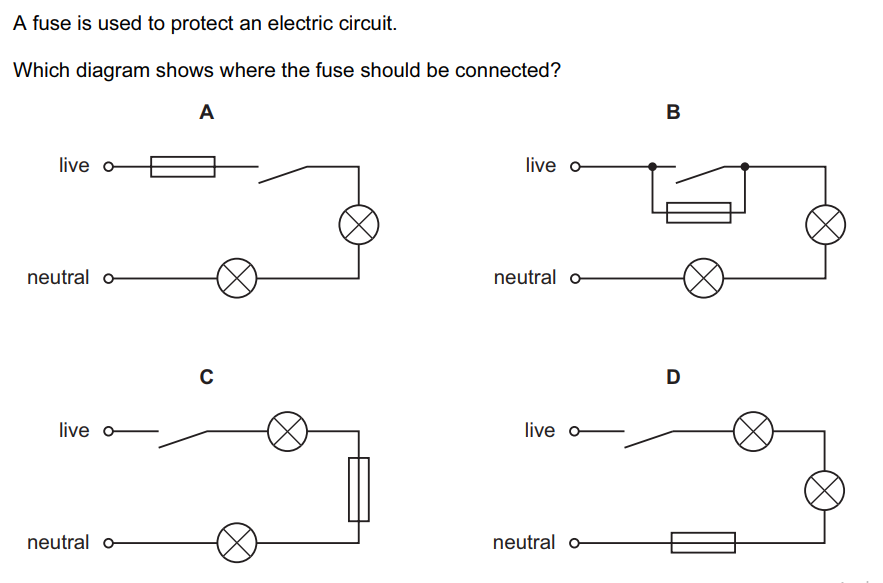 A fuse is used to protect an electric circuit.
Which diagram shows where the fuse should be connected?
A
live
neutral
B
live
neutral
C
live
neutral
D
live
neutral